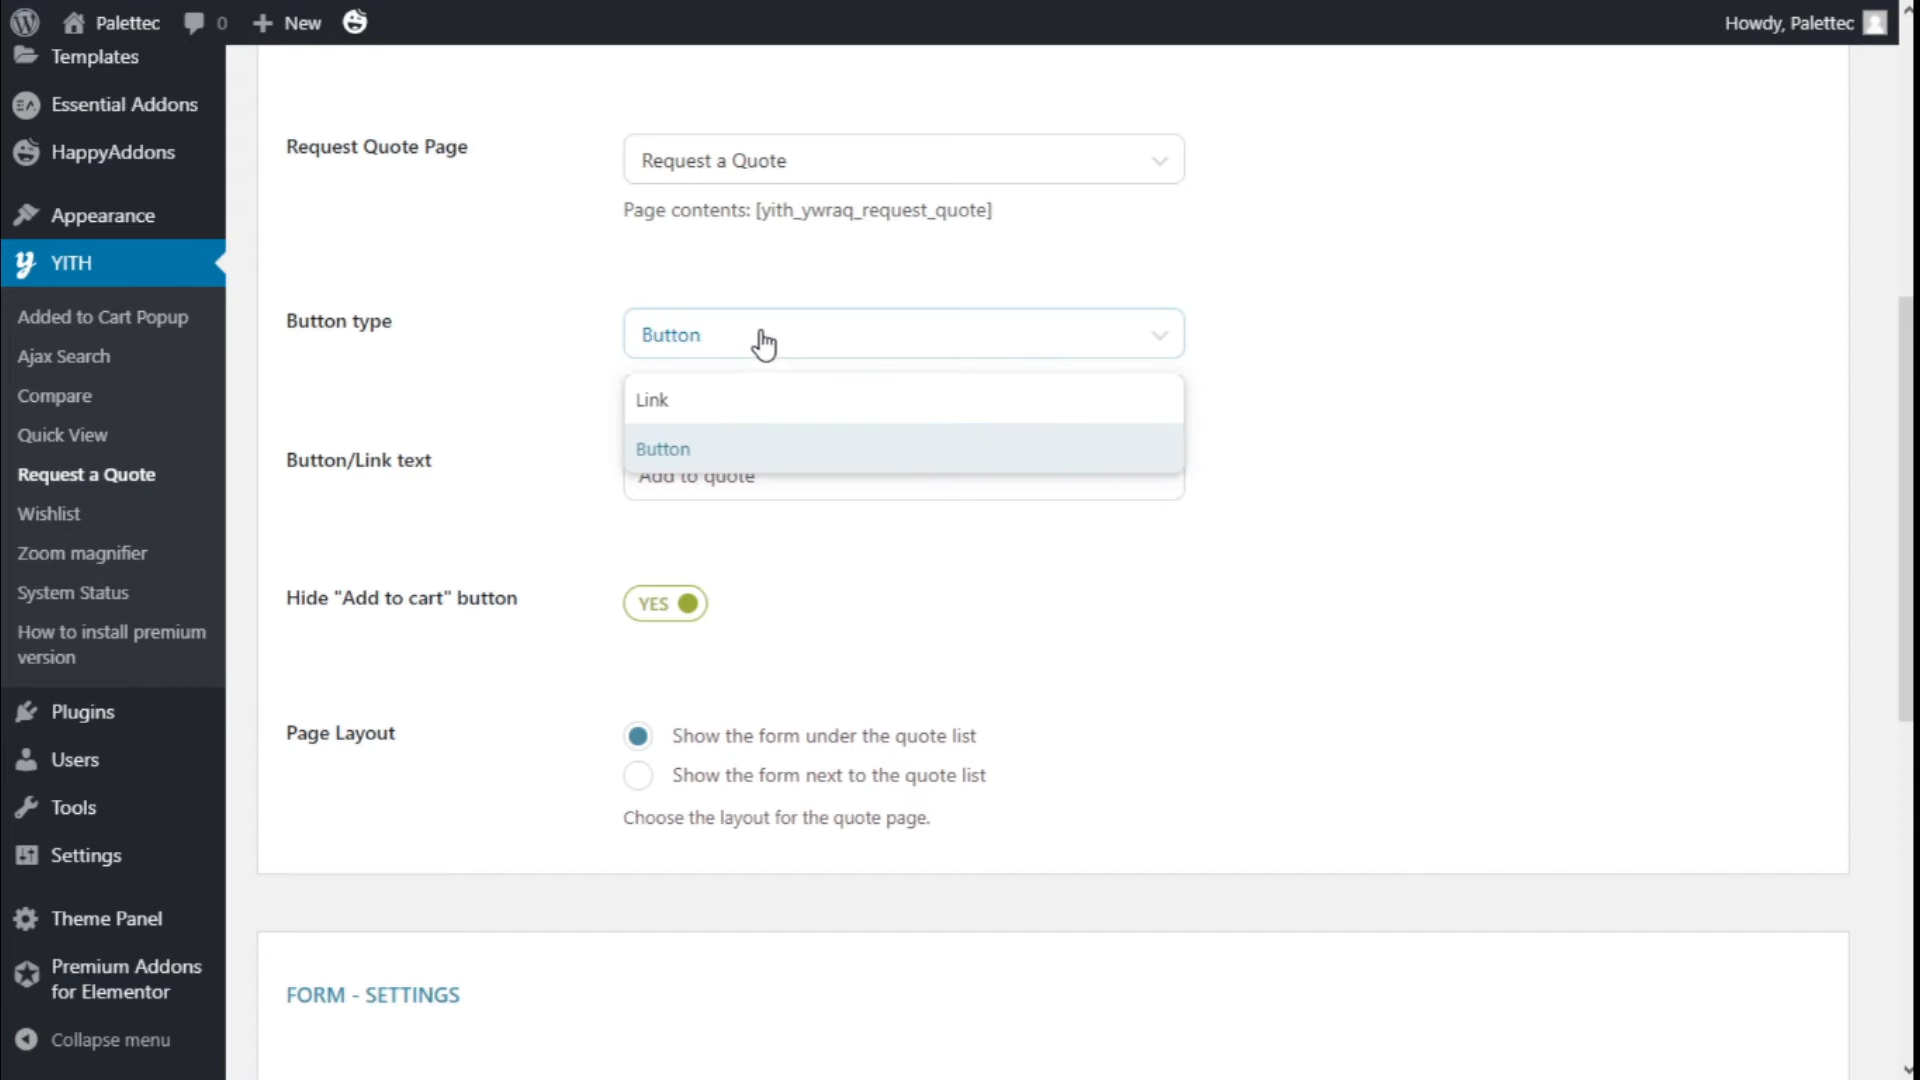 Palettec
0
New
Howdy, Palettec
Templates
Essential Addons
HappyAddons
Appearance
YITH
Added to Cart Popup
Ajax Search
Compare
Quick View
Request a Quote
Wishlist
Zoom magnifier
System Status
How to install premium
version
Plugins
Users
Tools
Settings
Theme Panel
Premium Addons
for Elementor
Collapse menu
Request Quote Page
Request a Quote
Page contents: [yith_ywraq_request_quote]
Button type
Button
Link
Button
Button/Link text
Add to quote
Hide "Add to cart" button
YES
Page Layout
Show the form under the quote list
Show the form next to the quote list
Choose the layout for the quote page.
FORM - SETTINGS